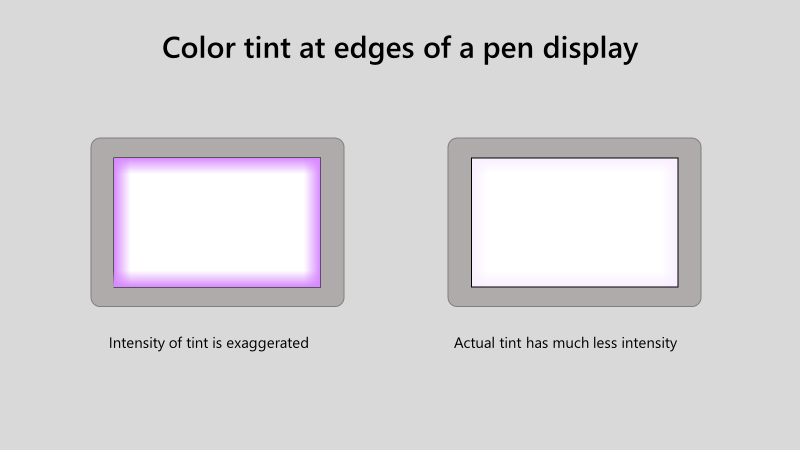 Color tint at edges of a pen display
Intensity of tint is exaggerated
Actual tint has much less intensity